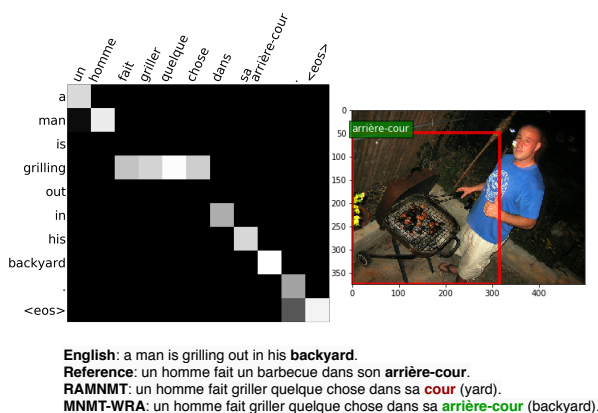 un homme fait griller quelque chose dans sa arrière-cour . <eos>
a
man
is
grilling
out
in
his
backyard
.
<eos>
arrière-cour
0
50
100
150
200
250
300
350
0 100 200 300 400
English: a man is grilling out in his backyard.
Reference: un homme fait un barbecue dans son arrière-cour.
RAMNMT: un homme fait griller quelque chose dans sa cour (yard).
MNMT-WRA: un homme fait griller quelque chose dans sa arrière-cour (backyard).